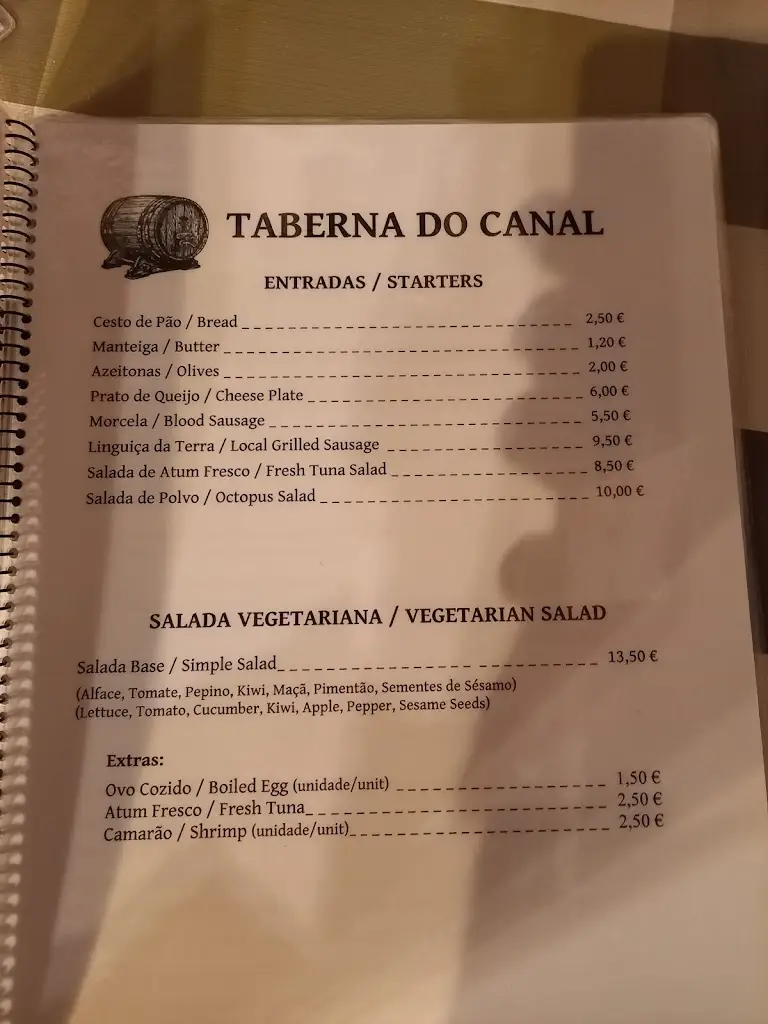 TABERNA DO CANAL
ENTRADAS / STARTERS
Cesto de Pão / Bread _ _ _ _ _ _ _ _ _ _ _ _ _ _ _ _ _ _ _ _ _ _ _ _ _ _ _ _ 2,50 €
Manteiga / Butter _ _ _ _ _ _ _ _ _ _ _ _ _ _ _ _ _ _ _ _ _ _ _ _ _ _ _ _ _ _ 1,20 €
Azeitonas / Olives _ _ _ _ _ _ _ _ _ _ _ _ _ _ _ _ _ _ _ _ _ _ _ _ _ _ _ _ _ _ 2,00 €
Prato de Queijo / Cheese Plate _ _ _ _ _ _ _ _ _ _ _ _ _ _ _ _ _ _ _ _ _ _ _ 6,00 €
Morcela / Blood Sausage _ _ _ _ _ _ _ _ _ _ _ _ _ _ _ _ _ _ _ _ _ _ _ _ _ _ 5,50 €
Linguiça da Terra / Local Grilled Sausage _ _ _ _ _ _ _ _ _ _ _ _ _ _ _ _ 9,50 €
Salada de Atum Fresco / Fresh Tuna Salad _ _ _ _ _ _ _ _ _ _ _ _ _ _ _ _ 8,50 €
Salada de Polvo / Octopus Salad _ _ _ _ _ _ _ _ _ _ _ _ _ _ _ _ _ _ _ _ _ _ 10,00 €
SALADA VEGETARIANA / VEGETARIAN SALAD
Salada Base / Simple Salad_ _ _ _ _ _ _ _ _ _ _ _ _ _ _ _ _ _ _ _ _ _ _ _ _ 13,50 €
(Alface, Tomate, Pepino, Kiwi, Maçã, Pimentão, Sementes de Sésamo)
(Lettuce, Tomato, Cucumber, Kiwi, Apple, Pepper, Sesame Seeds)
Extras:
Ovo Cozido / Boiled Egg (unidade/unit) _ _ _ _ _ _ _ _ _ _ _ _ _ _ _ _ 1,50 €
Atum Fresco / Fresh Tuna_ _ _ _ _ _ _ _ _ _ _ _ _ _ _ _ _ _ _ _ _ _ _ 2,50 €
Camarão / Shrimp (unidade/unit)_ _ _ _ _ _ _ _ _ _ _ _ _ _ _ _ _ _ _ 2,50 €